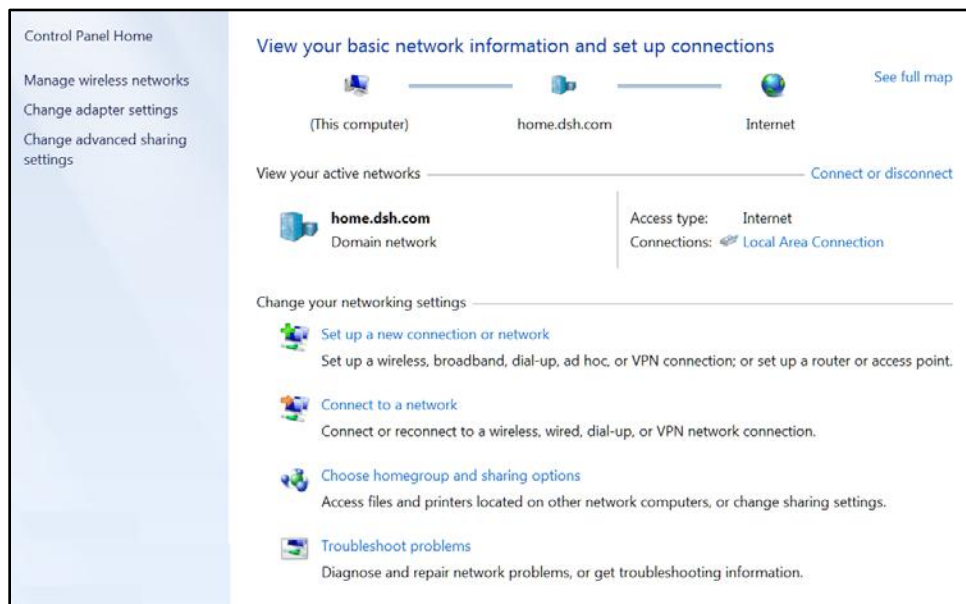 Control Panel Home
Manage wireless networks
Change adapter settings
Change advanced sharing
settings
View your basic network information and set up connections
See full map
(This computer)
home.dsh.com
Internet
View your active networks
Connect or disconnect
home.dsh.com
Domain network
Access type: Internet
Connections: Local Area Connection
Change your networking settings
Set up a new connection or network
Set up a wireless, broadband, dial-up, ad hoc, or VPN connection; or set up a router or access point.
Connect to a network
Connect or reconnect to a wireless, wired, dial-up, or VPN network connection.
Choose homegroup and sharing options
Access files and printers located on other network computers, or change sharing settings.
Troubleshoot problems
Diagnose and repair network problems, or get troubleshooting information.